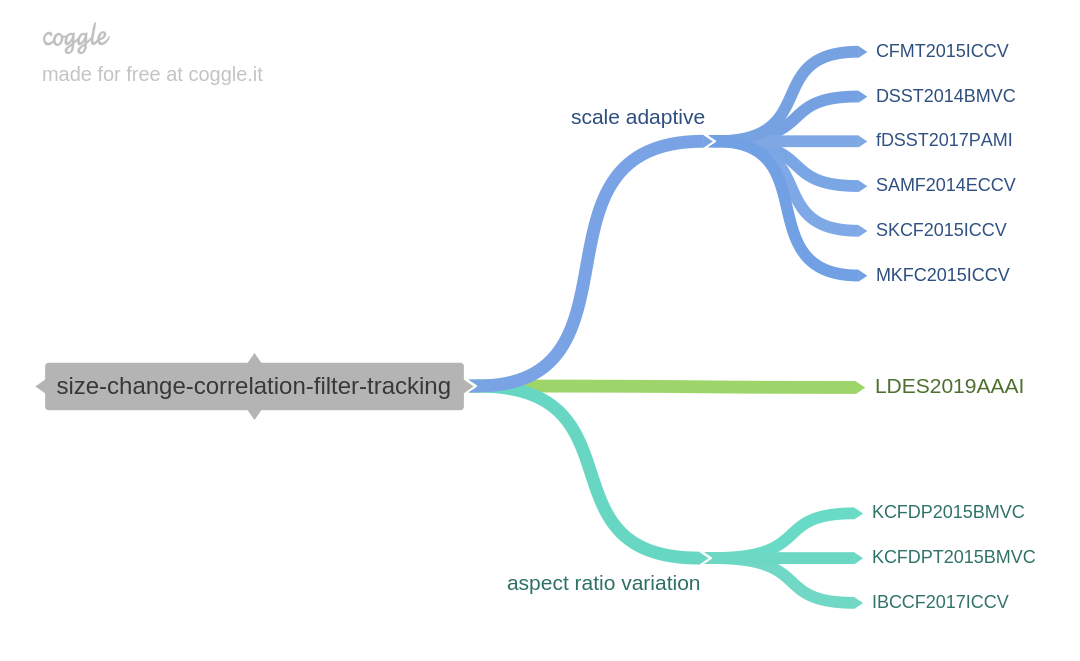 coggle
made for free at coggle.it
size-change-correlation-filter-tracking
scale adaptive
CFMT2015ICCV
DSST2014BMVC
fDSST2017PAMI
SAMF2014ECCV
SKCF2015ICCV
MKFC2015ICCV
LDES2019AAAI
aspect ratio variation
KCFDP2015BMVC
KCFDPT2015BMVC
IBCCF2017ICCV